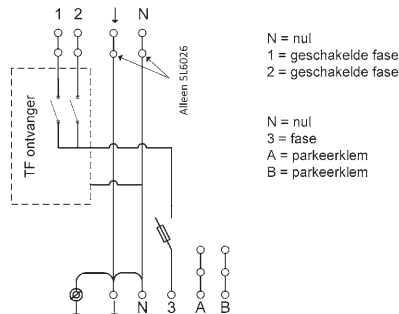 1 2 N
Alleen 5L6026
TF ontvanger
N = nul
1 = geschakelde fase
2 = geschakelde fase
N = nul
3 = fase
A = parkeerklem
B = parkeerklem
N 3 A B